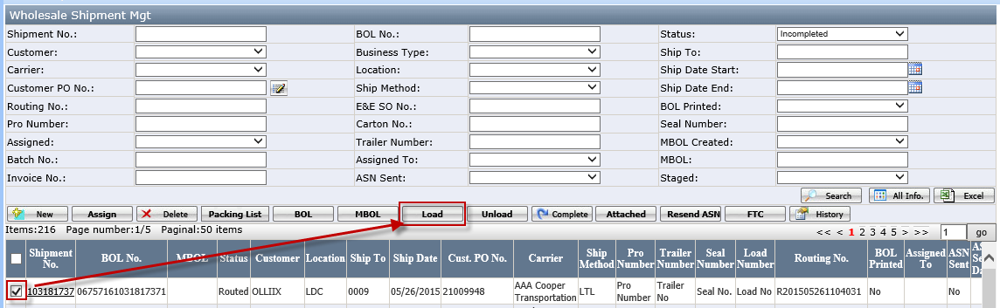 Wholesale Shipment Mgt
Shipment No.: BOL No.: Status: Incompleted
Customer: Business Type: Ship To:
Carrier: Location: Ship Date Start:
Customer PO No.: Ship Method: Ship Date End:
Routing No.: E&E SO No.: BOL Printed:
Pro Number: Carton No.: Seal Number:
Assigned: Trailer Number: MBOL Created:
Batch No.: Assigned To: MBOL:
Invoice No.: ASN Sent: Staged:
Search All Info. Excel
New Assign Delete Packing List BOL MBOL Load Unload Complete Attached Resend ASN FTC History
Items:216 Page number:1/5 Paginal:50 items << < 1 2 3 4 5 > >> 1 go
Shipment No. BOL No. MBOL Status Customer Location Ship To Ship Date Cust. PO No. Carrier Ship Method Pro Number Trailer Number Seal Number Load Number Routing No. BOL Printed Assigned To ASN Sent
103181737 06757161031817371 Routed OLLIIX LDC 0009 05/26/2015 21009948 AAA Cooper Transportation LTL Pro Number Trailer No Seal No. Load No R201505261104031 No No